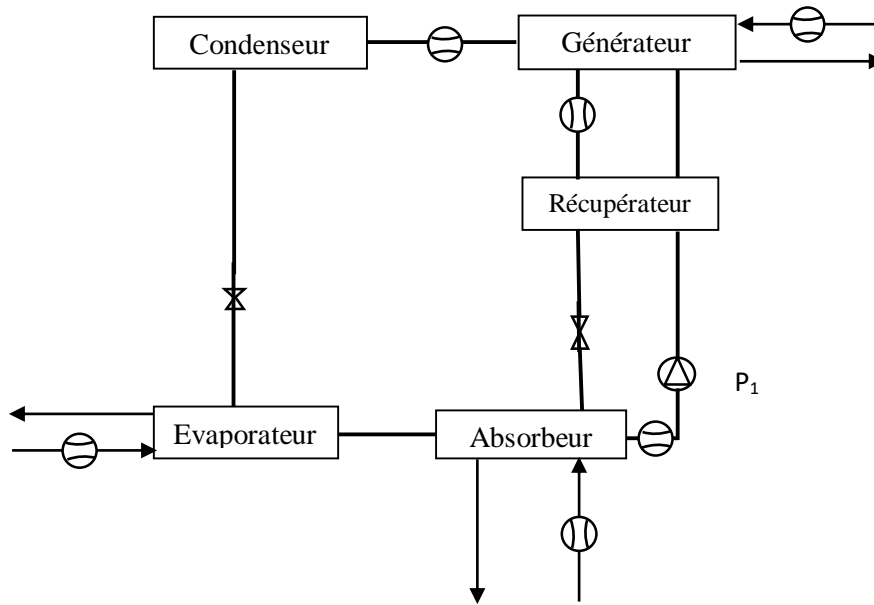 Condenseur
Générateur
Récupérateur
P₁
Evaporateur
Absorbeur